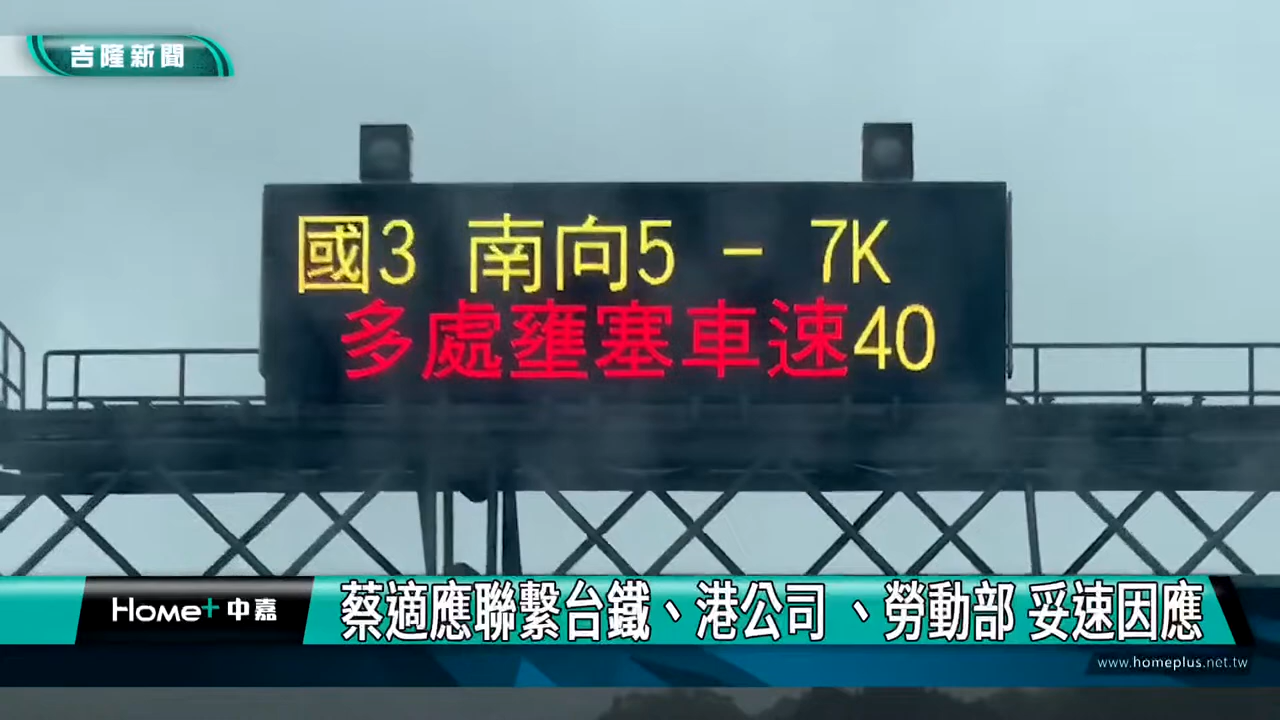 吉隆新聞
國3 南向5 - 7K
多處壅塞車速40
Home+中嘉
蔡適應聯繫台鐵、港公司、勞動部 妥速因應
www.homeplus.net.tw